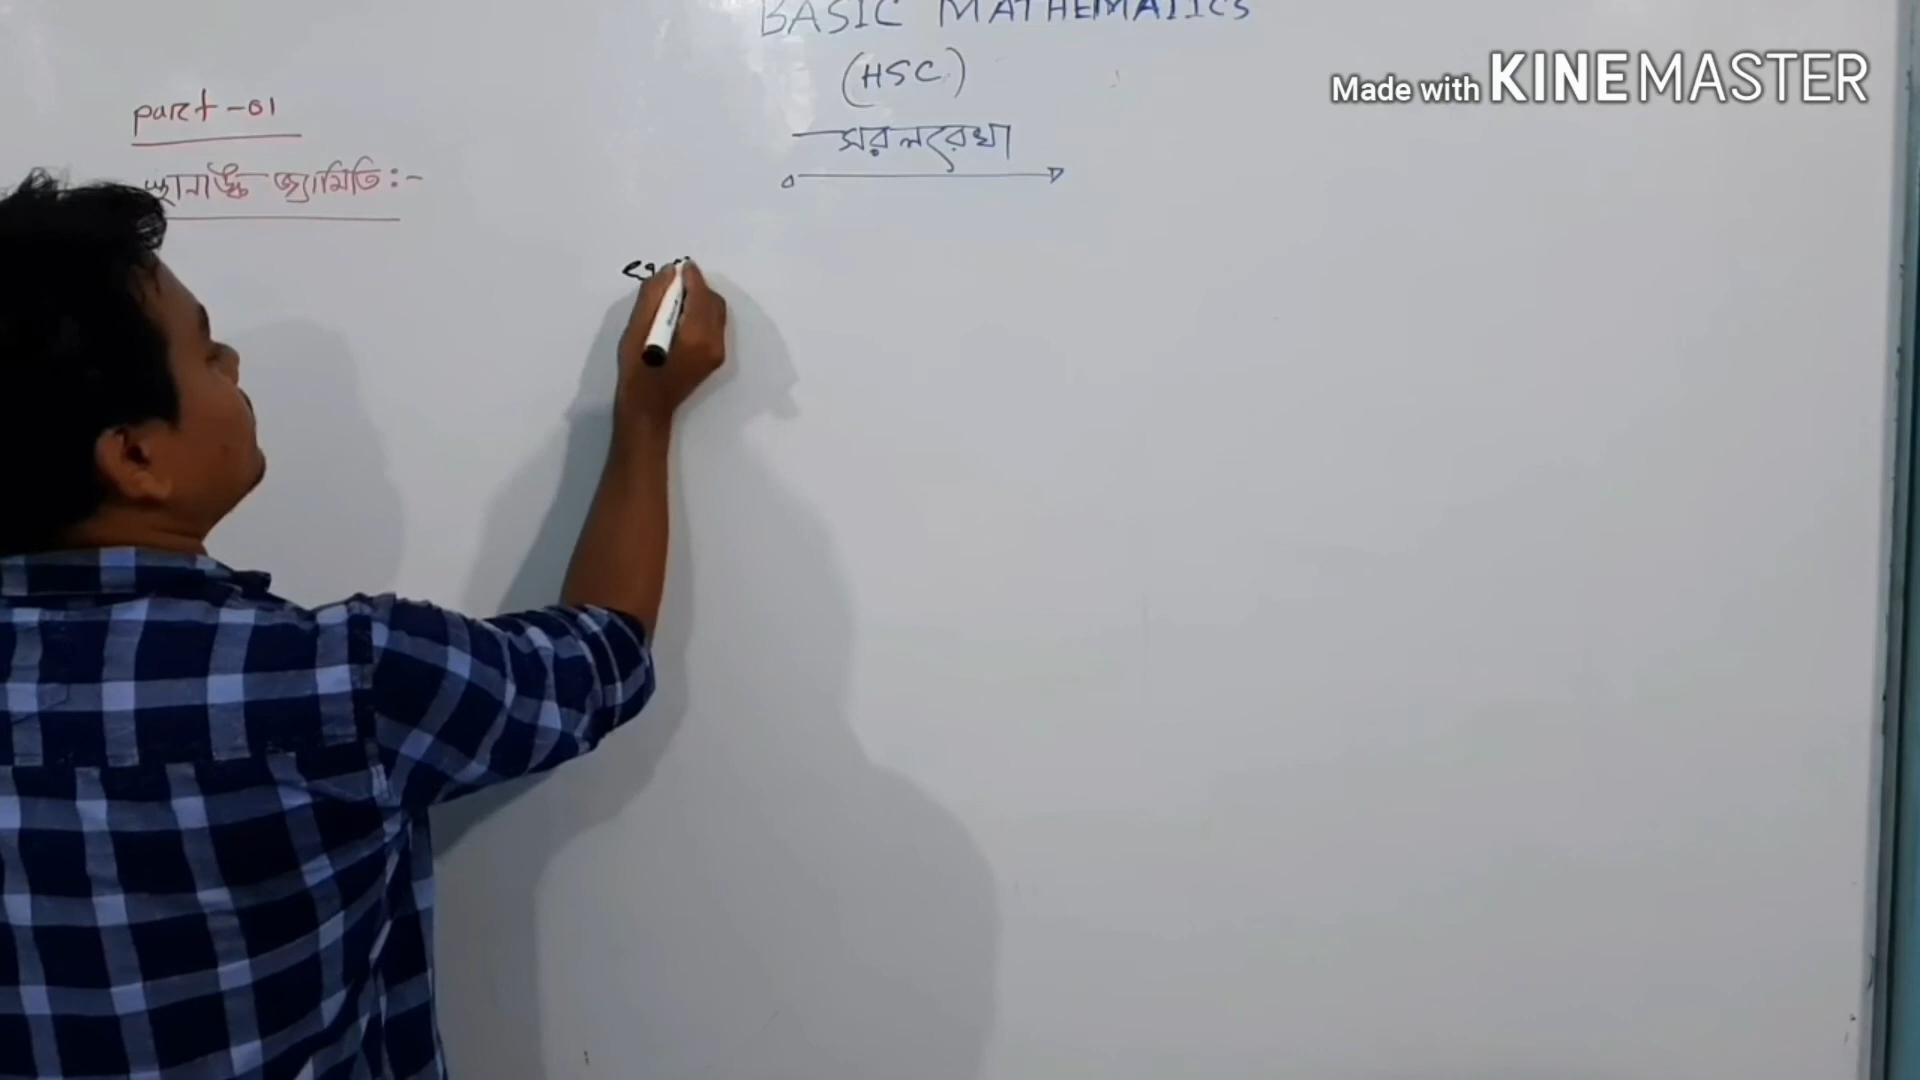 BASIC MATHEMATICS
(HSC)
Made with KINEMASTER
part-01
সরলরেখা
স্থানাঙ্ক জ্যামিতি :-